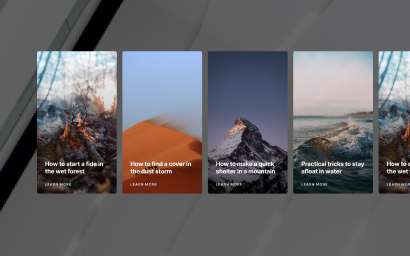 How to start a fide in
the wet forest
LEARN MORE
How to find a cover in
the dust storm
LEARN MORE
How to make a quick
shelter in a mountain
LEARN MORE
Practical tricks to stay
afloat in water
LEARN MORE
How to
the wet
LEARN